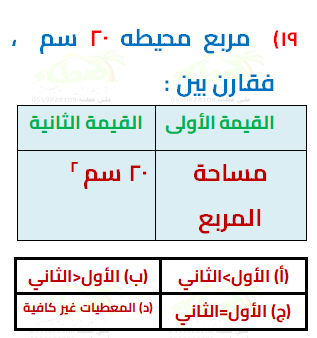 ١٩) مربع محيطه ٢٠ سم ،
فقارن بين :
القيمة الأولى القيمة الثانية
مساحة المربع ٢٠ سم ٢
(أ) الأول>الثاني (ب) الأول<الثاني
(ج) الأول=الثاني (د) المعطيات غير كافية